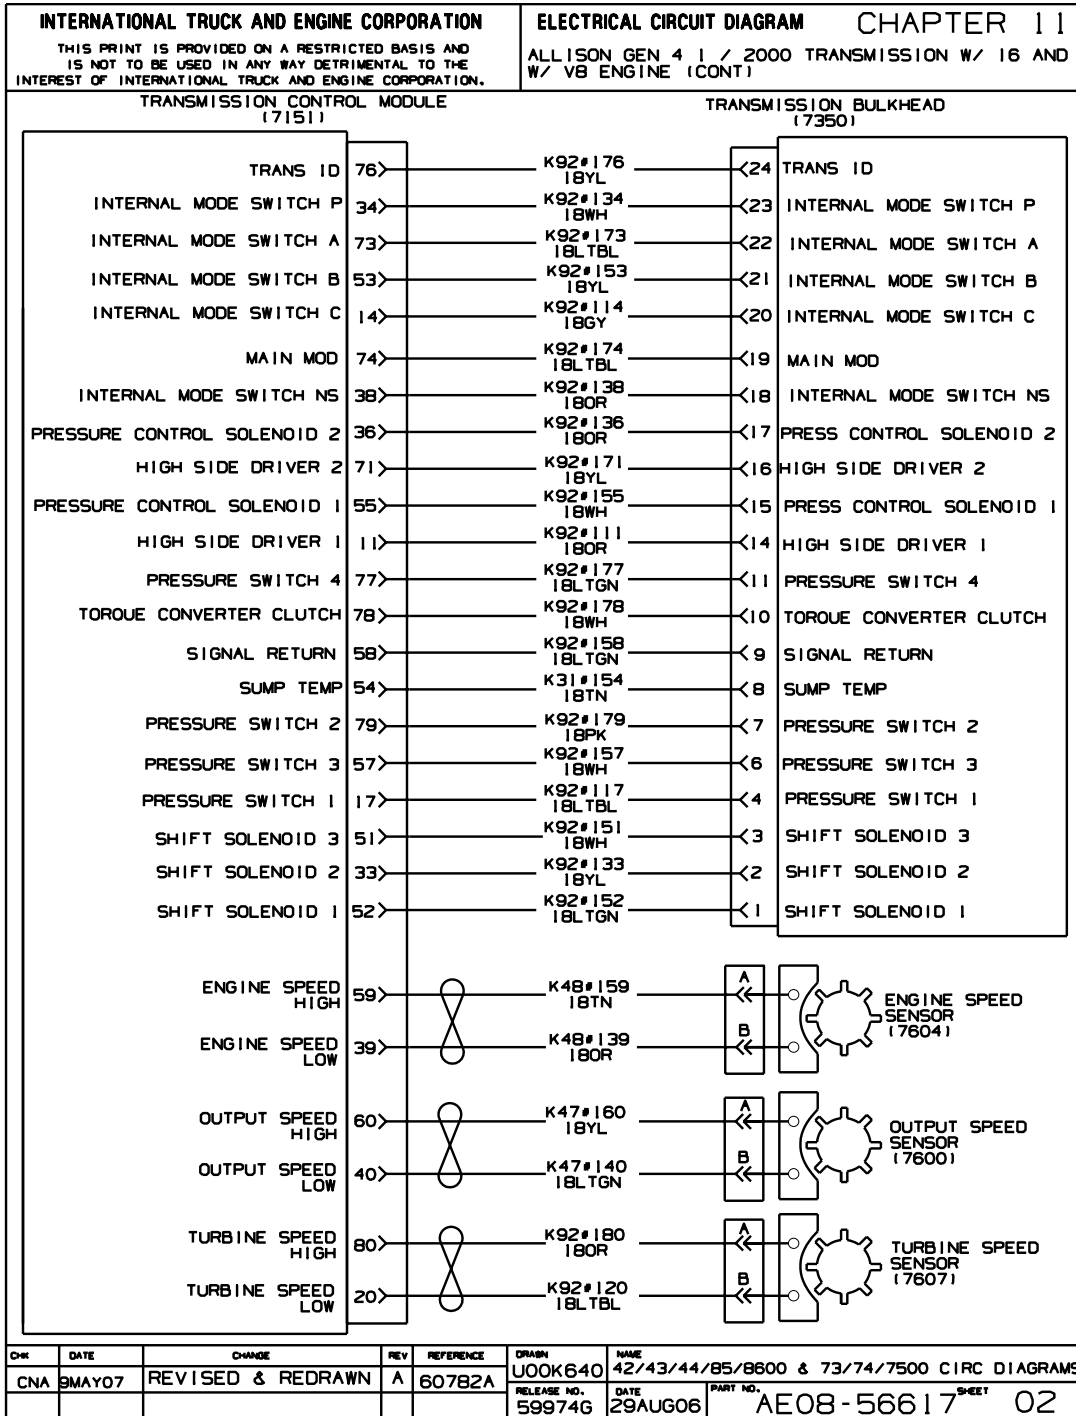 INTERNATIONAL TRUCK AND ENGINE CORPORATION
THIS PRINT IS PROVIDED ON A RESTRICTED BASIS AND
IS NOT TO BE USED IN ANY WAY DETRIMENTAL TO THE
INTEREST OF INTERNATIONAL TRUCK AND ENGINE CORPORATION.
ELECTRICAL CIRCUIT DIAGRAM CHAPTER 11
ALLISON GEN 4 1 / 2000 TRANSMISSION W/ I6 AND
W/ V8 ENGINE (CONT)
TRANSMISSION CONTROL MODULE
(7151)
TRANSMISSION BULKHEAD
(7350)
TRANS ID 76 K92#176 18YL 24 TRANS ID
INTERNAL MODE SWITCH P 34 K92#134 18WH 23 INTERNAL MODE SWITCH P
INTERNAL MODE SWITCH A 73 K92#173 18LTBL 22 INTERNAL MODE SWITCH A
INTERNAL MODE SWITCH B 53 K92#153 18YL 21 INTERNAL MODE SWITCH B
INTERNAL MODE SWITCH C 14 K92#114 18GY 20 INTERNAL MODE SWITCH C
MAIN MOD 74 K92#174 18LTBL 19 MAIN MOD
INTERNAL MODE SWITCH NS 38 K92#138 18OR 18 INTERNAL MODE SWITCH NS
PRESSURE CONTROL SOLENOID 2 36 K92#136 18OR 17 PRESS CONTROL SOLENOID 2
HIGH SIDE DRIVER 2 71 K92#171 18YL 16 HIGH SIDE DRIVER 2
PRESSURE CONTROL SOLENOID 1 55 K92#155 18WH 15 PRESS CONTROL SOLENOID 1
HIGH SIDE DRIVER 1 11 K92#111 18OR 14 HIGH SIDE DRIVER 1
PRESSURE SWITCH 4 77 K92#177 18LTGN 11 PRESSURE SWITCH 4
TORQUE CONVERTER CLUTCH 78 K92#178 18WH 10 TORQUE CONVERTER CLUTCH
SIGNAL RETURN 58 K92#158 18LTGN 9 SIGNAL RETURN
SUMP TEMP 54 K31#154 18TN 8 SUMP TEMP
PRESSURE SWITCH 2 79 K92#179 18PK 7 PRESSURE SWITCH 2
PRESSURE SWITCH 3 57 K92#157 18WH 6 PRESSURE SWITCH 3
PRESSURE SWITCH 1 17 K92#117 18LTBL 4 PRESSURE SWITCH 1
SHIFT SOLENOID 3 51 K92#151 18WH 3 SHIFT SOLENOID 3
SHIFT SOLENOID 2 33 K92#133 18YL 2 SHIFT SOLENOID 2
SHIFT SOLENOID 1 52 K92#152 18LTGN 1 SHIFT SOLENOID 1
ENGINE SPEED HIGH 59 K48#159 18TN A
ENGINE SPEED
SENSOR
(7604)
ENGINE SPEED LOW 39 K48#139 18OR B
OUTPUT SPEED HIGH 60 K47#160 18YL A
OUTPUT SPEED
SENSOR
(7600)
OUTPUT SPEED LOW 40 K47#140 18LTGN B
TURBINE SPEED HIGH 80 K92#180 18OR A
TURBINE SPEED
SENSOR
(7607)
TURBINE SPEED LOW 20 K92#120 18LTBL B
CHK DATE CHANGE REV REFERENCE
CNA 9MAY07 REVISED & REDRAWN A 60782A
DRAWN U00K640 NAME 42/43/44/85/8600 & 73/74/7500 CIRC DIAGRAMS
RELEASE NO. 59974G DATE 29AUG06 PART NO. AE08-56617 SHEET 02